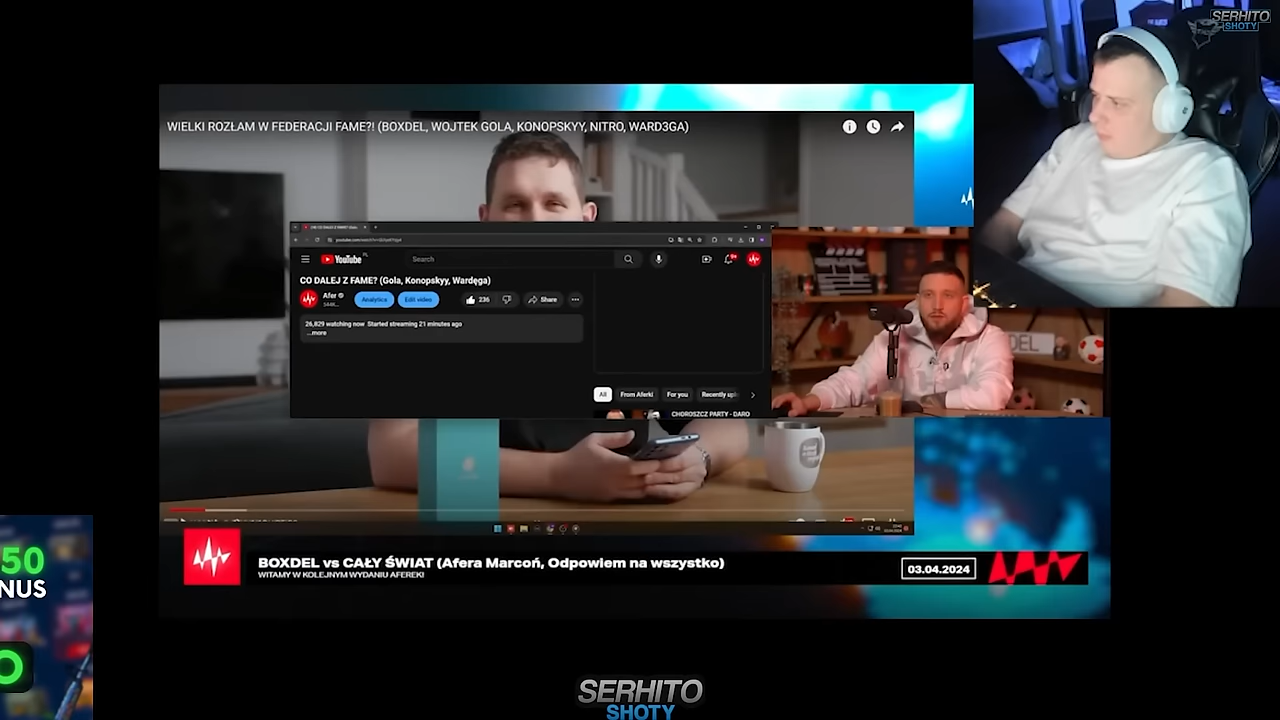 SERHITO
SHOTY
WIELKI ROZŁAM W FEDERACJI FAME?! (BOXDEL, WOJTEK GOLA, KONOPSKYY, NITRO, WARD3GA)
YouTube
PL
Search
CO DALEJ Z FAME? (Gola, Konopskyy, Wardęga)
Afer
Analytics
Edit video
236
Share
26,829 watching now Started streaming 21 minutes ago
...more
All
From Aferki
For you
Recently upl
CHOROSZCZ PARTY - DARO
DEL
50
NUS
O
BOXDEL vs CAŁY ŚWIAT (Afera Marcoń, Odpowiem na wszystko)
WITAMY W KOLEJNYM WYDANIU AFEREK!
03.04.2024
SERHITO
SHOTY